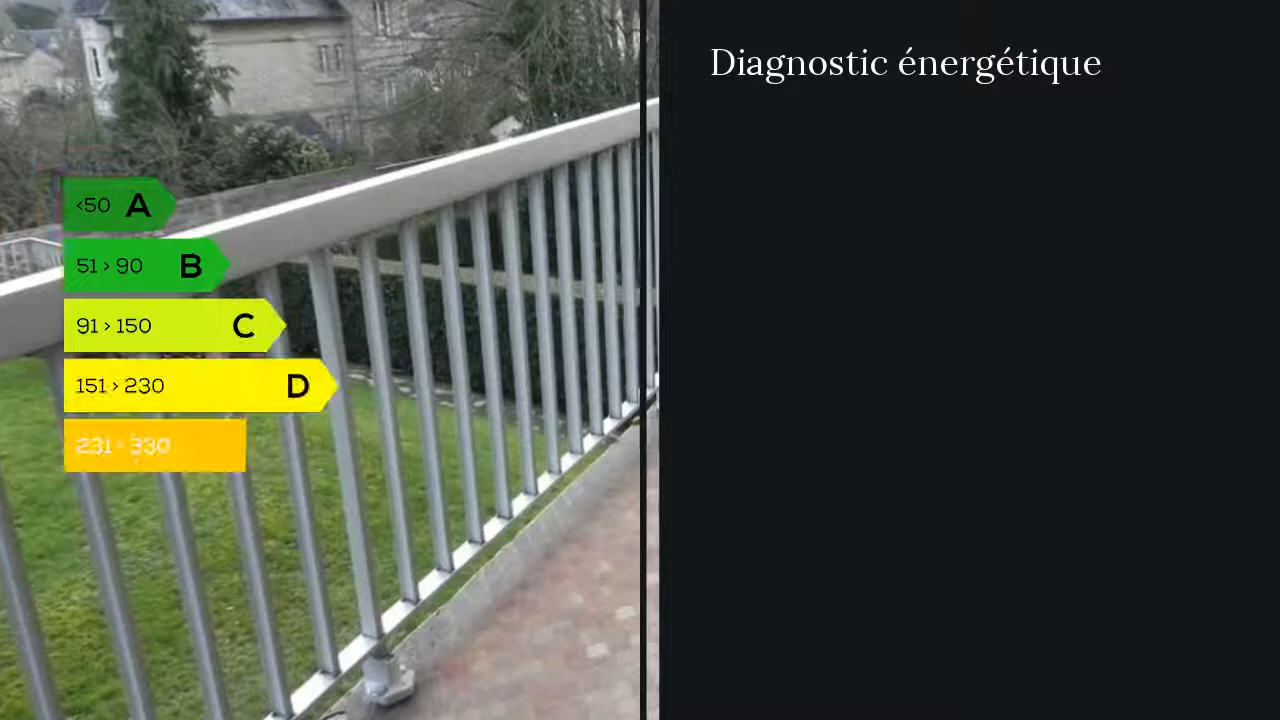 Diagnostic énergétique
<50 A
51 > 90 B
91 > 150 C
151 > 230 D
231 > 330